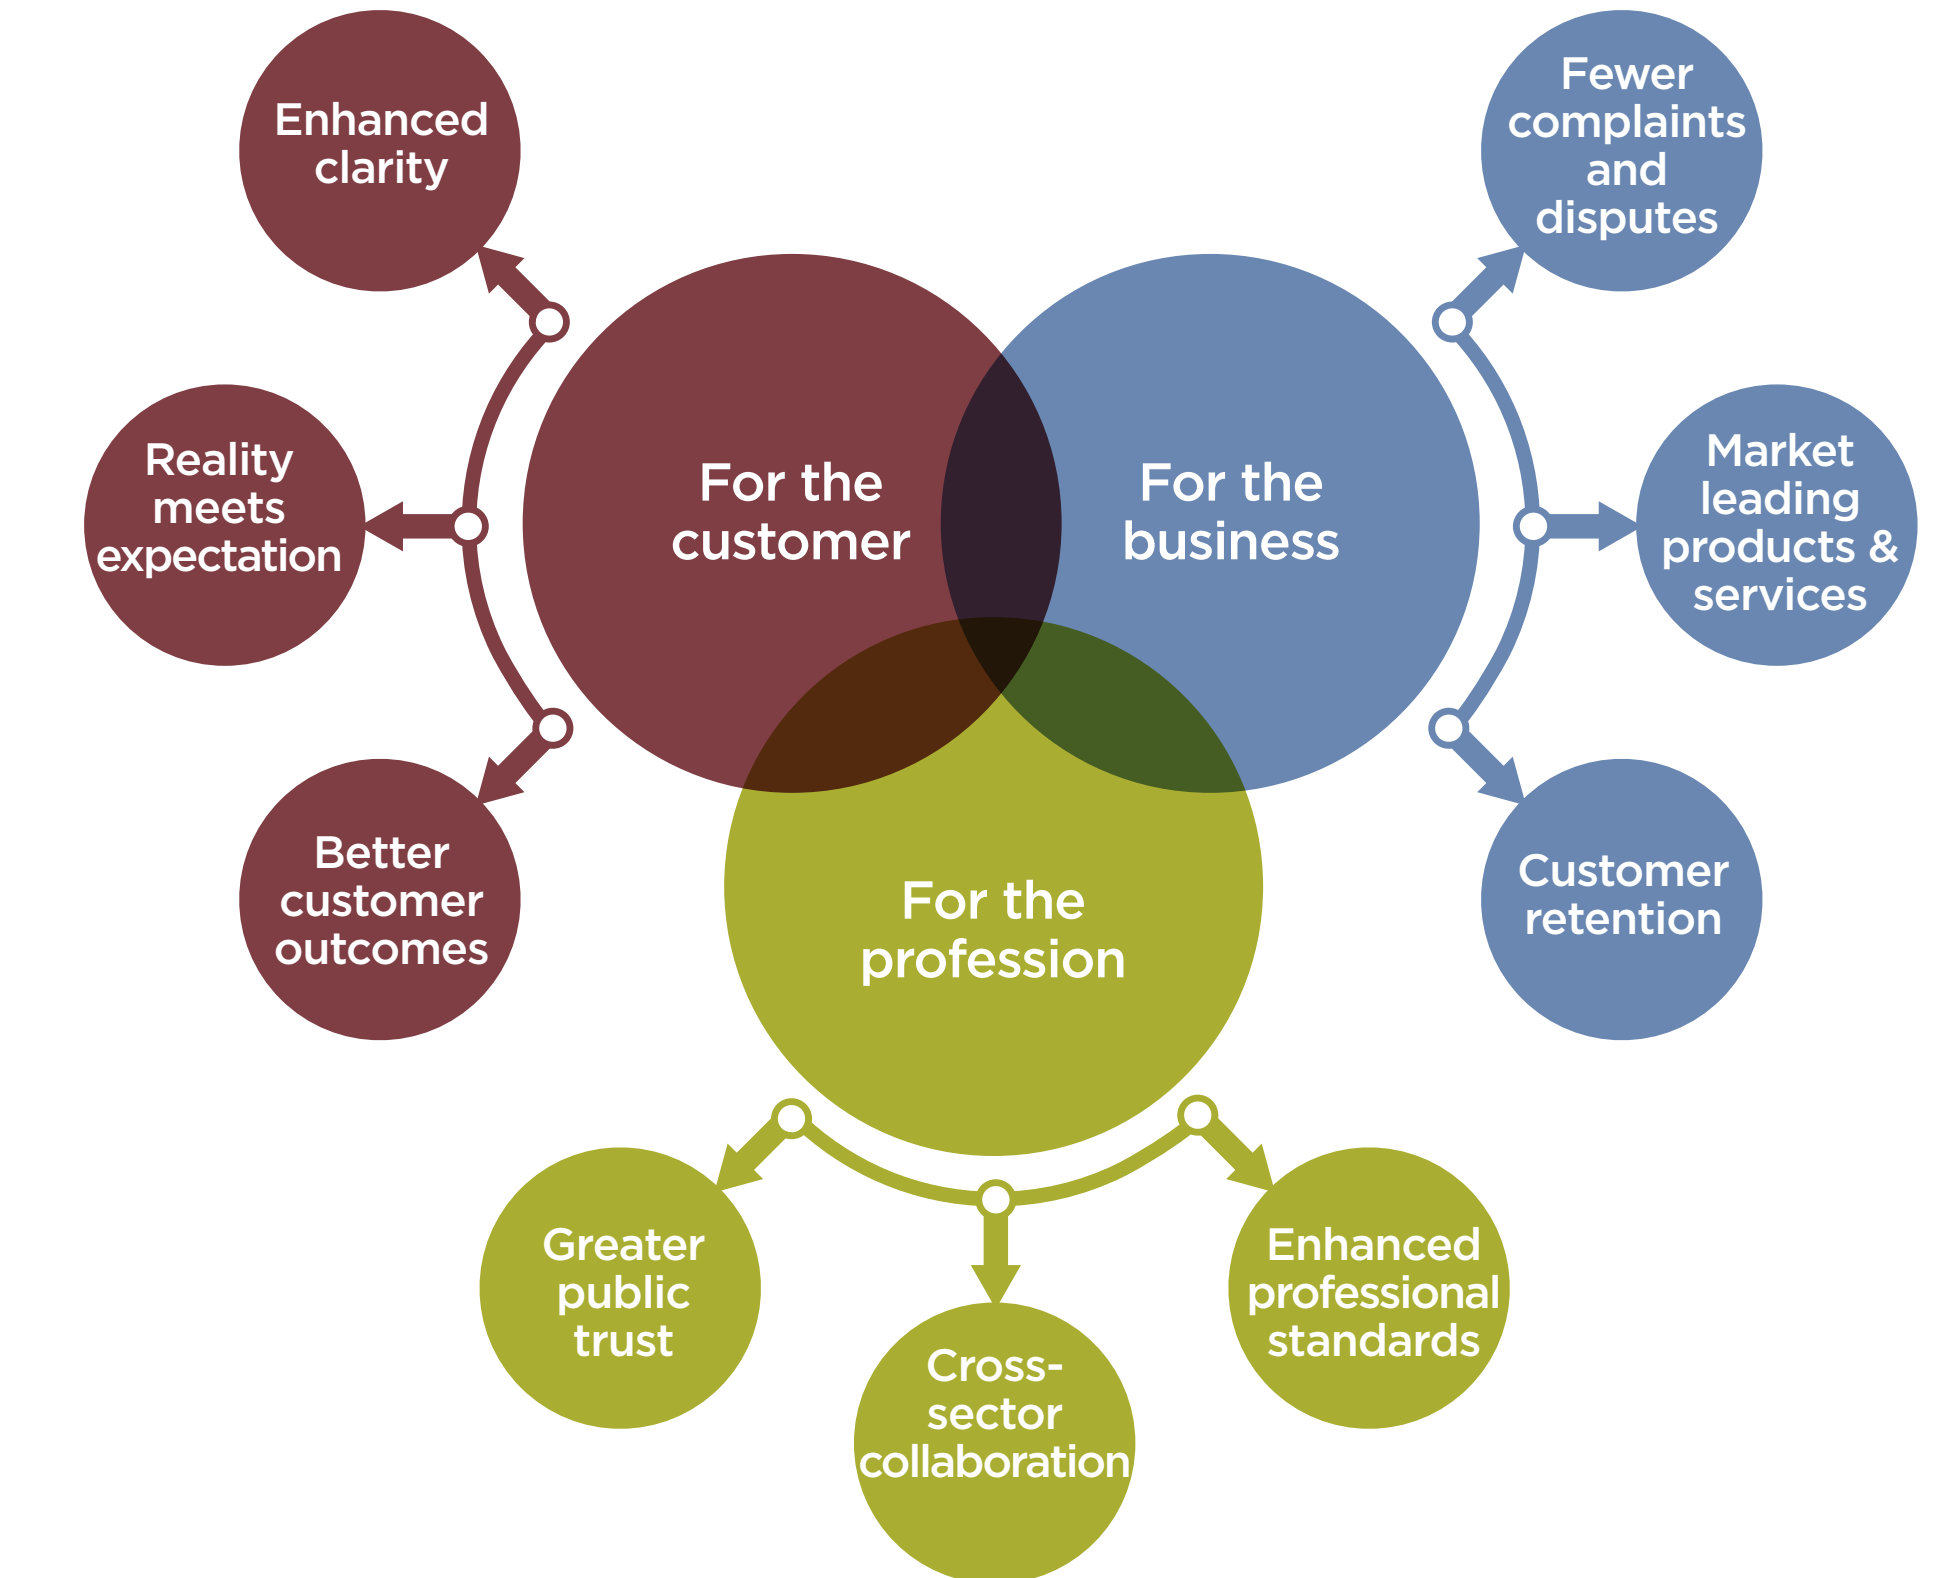 Enhanced
clarity
Reality
meets
expectation
Better
customer
outcomes
For the
customer
For the
business
For the
profession
Fewer
complaints
and
disputes
Market
leading
products &
services
Customer
retention
Greater
public
trust
Cross-
sector
collaboration
Enhanced
professional
standards